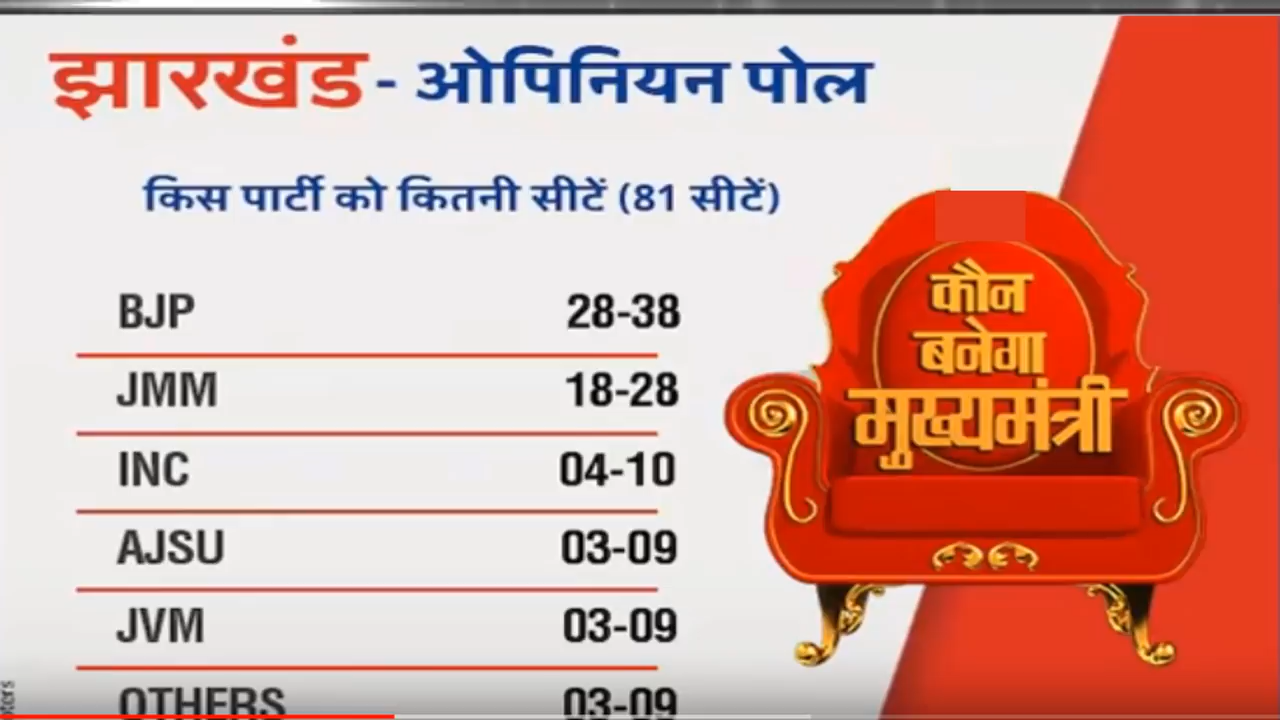 झारखंड - ओपिनियन पोल
किस पार्टी को कितनी सीटें (81 सीटें)
BJP 28-38
JMM 18-28
INC 04-10
AJSU 03-09
JVM 03-09
OTHERS 03-09
कौन
बनेगा
मुख्यमंत्री